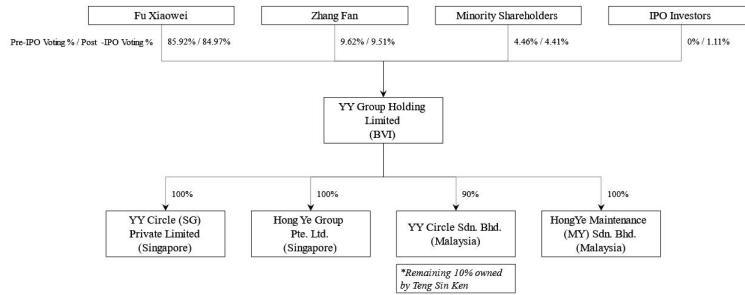 Fu Xiaowei
Zhang Fan
Minority Shareholders
IPO Investors
Pre-IPO Voting % / Post -IPO Voting %
85.92% / 84.97%
9.62% / 9.51%
4.46% / 4.41%
0% / 1.11%
YY Group Holding
Limited
(BVI)
100%
100%
90%
100%
YY Circle (SG)
Private Limited
(Singapore)
Hong Ye Group
Pte. Ltd.
(Singapore)
YY Circle Sdn. Bhd.
(Malaysia)
HongYe Maintenance
(MY) Sdn. Bhd.
(Malaysia)
*Remaining 10% owned
by Teng Sin Ken